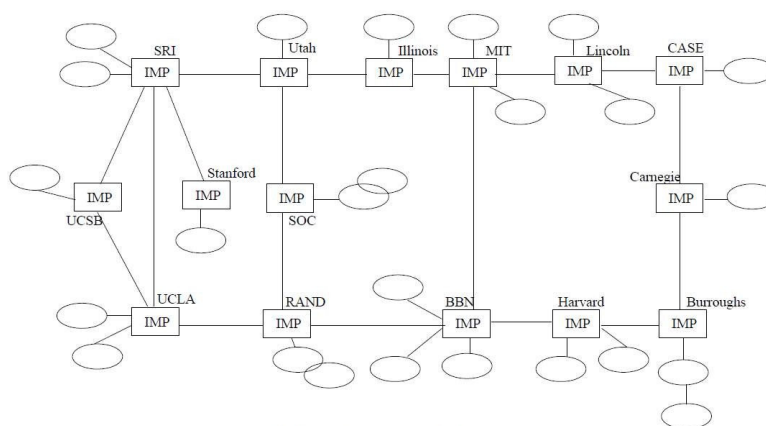 SRI
Utah
Illinois
MIT
Lincoln
CASE
IMP
IMP
IMP
IMP
IMP
IMP
Stanford
Carnegie
IMP
IMP
IMP
IMP
UCSB
SOC
UCLA
RAND
BBN
Harvard
Burroughs
IMP
IMP
IMP
IMP
IMP